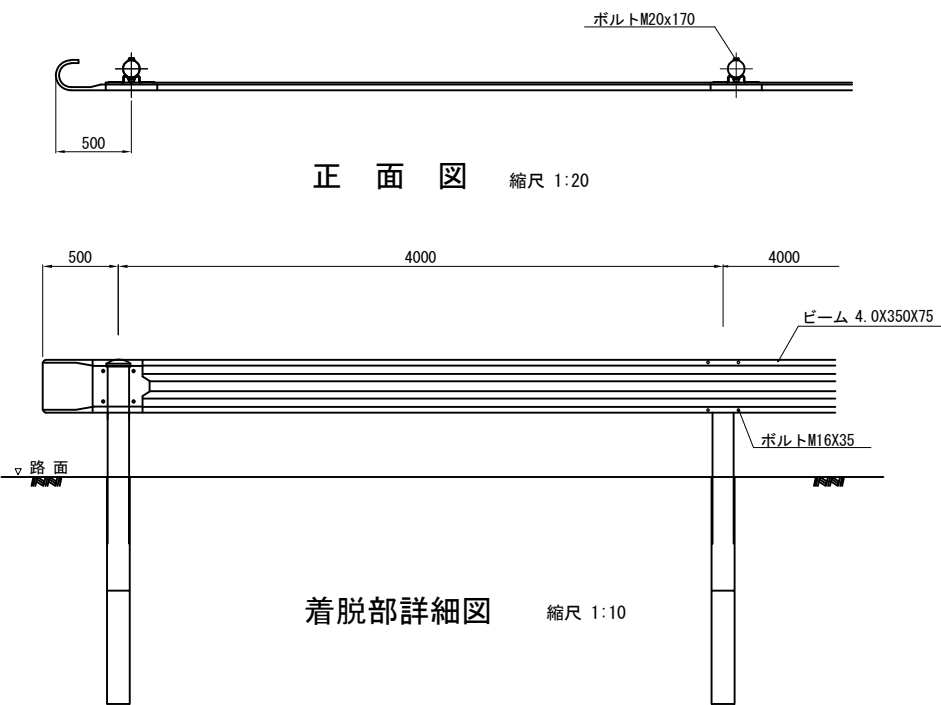 ボルトM20x170
500
正 面 図 縮尺 1:20
500 4000 4000
ビーム 4.0X350X75
ボルトM16X35
路 面
着脱部詳細図 縮尺 1:10